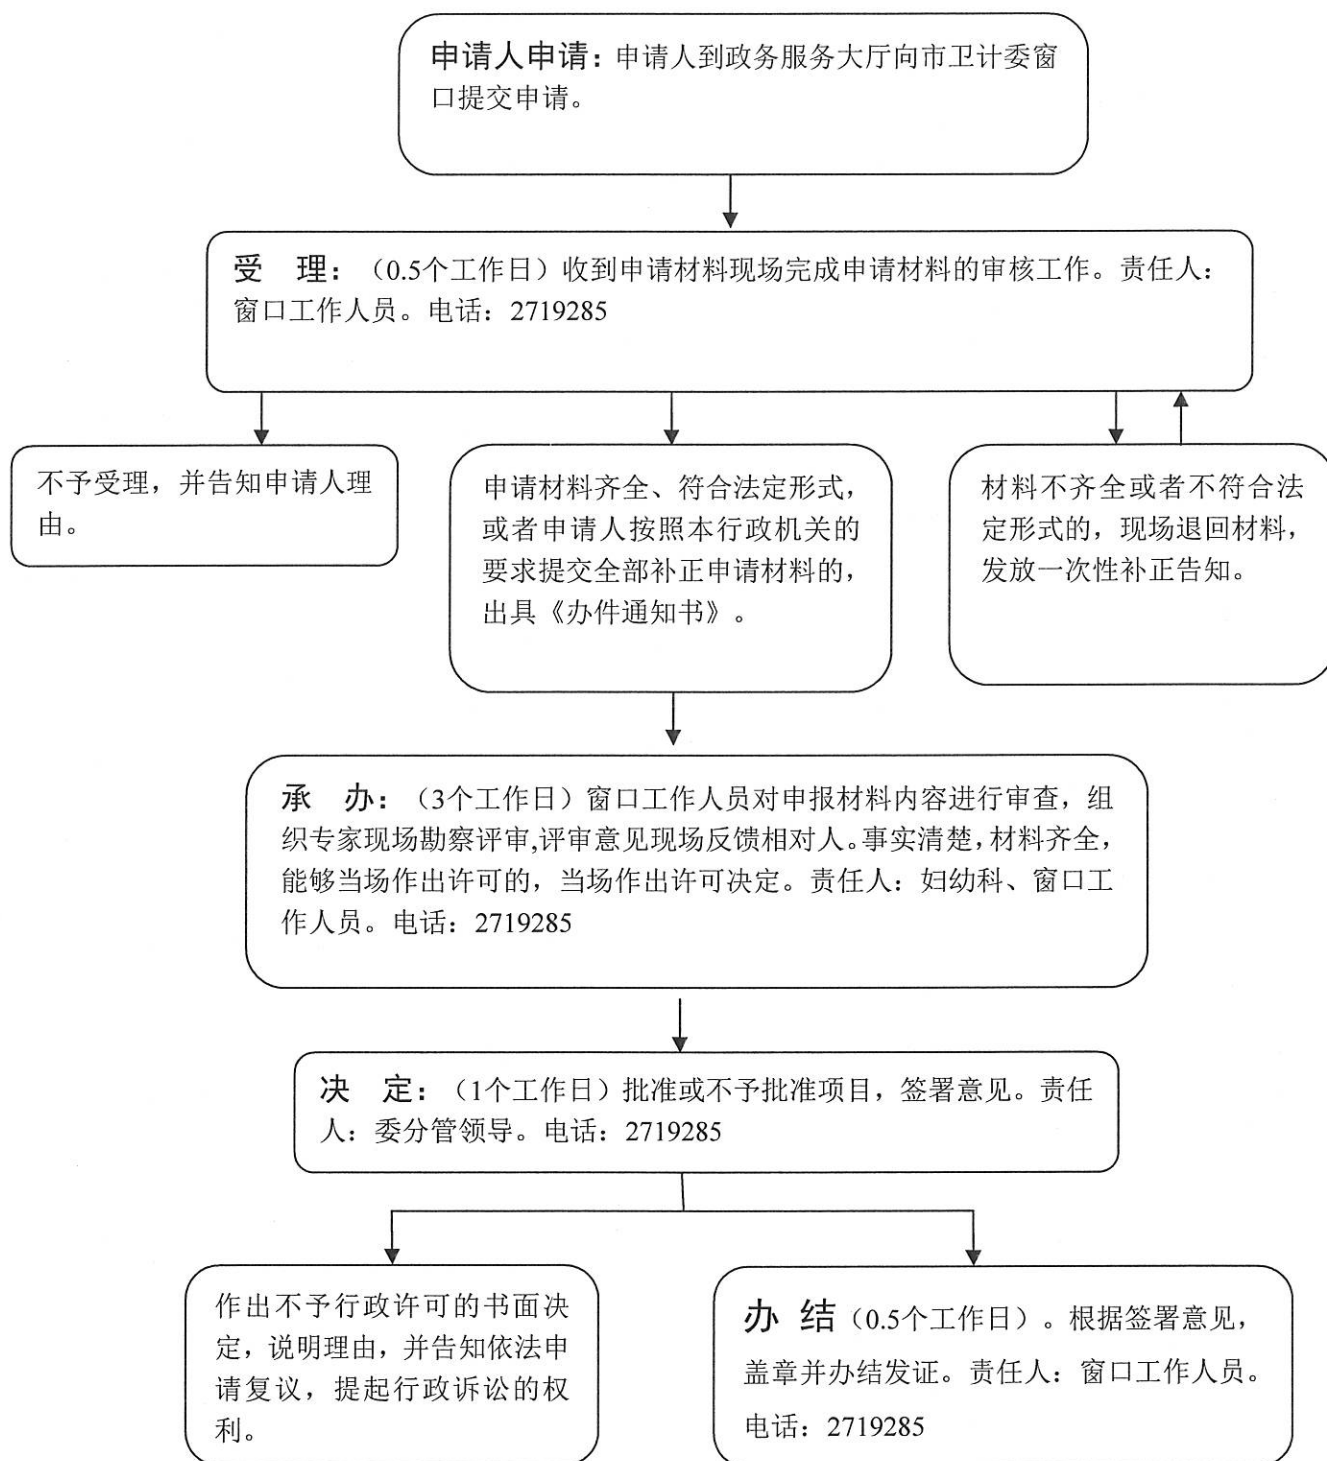 申请人申请：申请人到政务服务大厅向市卫计委窗
口提交申请。
受　理：（0.5个工作日）收到申请材料现场完成申请材料的审核工作。责任人：
窗口工作人员。电话：2719285
不予受理，并告知申请人理
由。
申请材料齐全、符合法定形式，
或者申请人按照本行政机关的
要求提交全部补正申请材料的，
出具《办件通知书》。
材料不齐全或者不符合法
定形式的，现场退回材料，
发放一次性补正告知。
承　办：（3个工作日）窗口工作人员对申报材料内容进行审查，组
织专家现场勘察评审,评审意见现场反馈相对人。事实清楚，材料齐全，
能够当场作出许可的，当场作出许可决定。责任人：妇幼科、窗口工
作人员。电话：2719285
决　定：（1个工作日）批准或不予批准项目，签署意见。责任
人：委分管领导。电话：2719285
作出不予行政许可的书面决
定，说明理由，并告知依法申
请复议，提起行政诉讼的权
利。
办 结（0.5个工作日）。根据签署意见，
盖章并办结发证。责任人：窗口工作人员。
电话：2719285